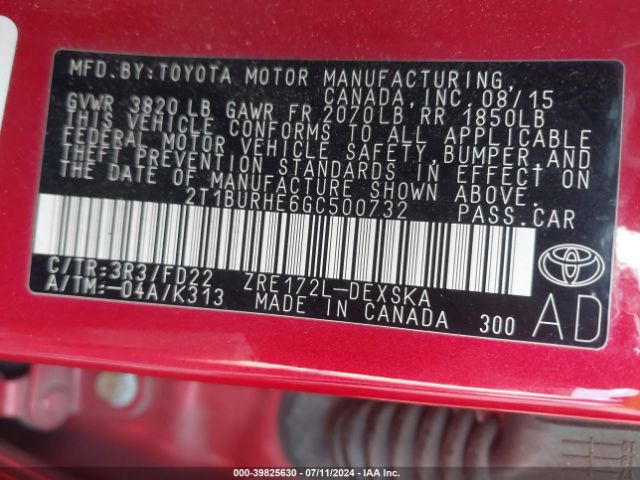 MFD.BY:TOYOTA MOTOR MANUFACTURING,
CANADA,INC.08/15
GVWR 3820 LB GAWR FR 2070LB RR 1850LB
THIS VEHICLE CONFORMS TO ALL APPLICABLE
FEDERAL MOTOR VEHICLE SAFETY,BUMPER,AND
THEFT PREVENTION STANDARDS IN EFFECT ON
THE DATE OF MANUFACTURE SHOWN ABOVE.
2T1BURHE6GC500732 PASS.CAR
C/TR:3R3/FD22 ZRE172L-DEXSKA
A/TM:-04A/K313 MADE IN CANADA 300 AD
000-39825630 - 07/11/2024 - IAA Inc.